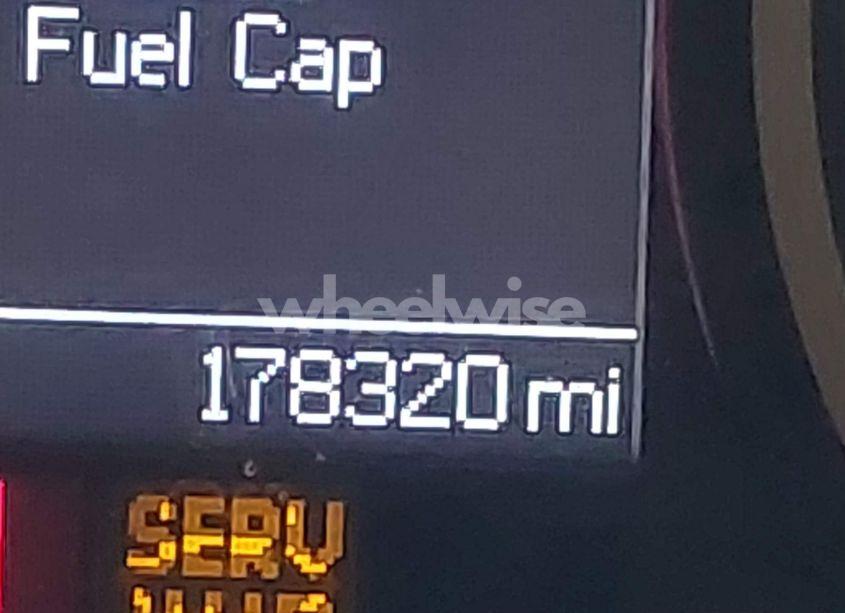 Fuel Cap
wheelwise
178320 mi
SERV